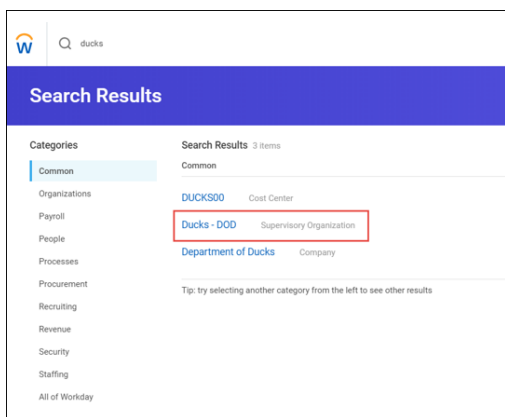 W
ducks
Search Results
Categories
Common
Organizations
Payroll
People
Processes
Procurement
Recruiting
Revenue
Security
Staffing
All of Workday
Search Results 3 items
Common
DUCKS00 Cost Center
Ducks - DOD Supervisory Organization
Department of Ducks Company
Tip: try selecting another category from the left to see other results